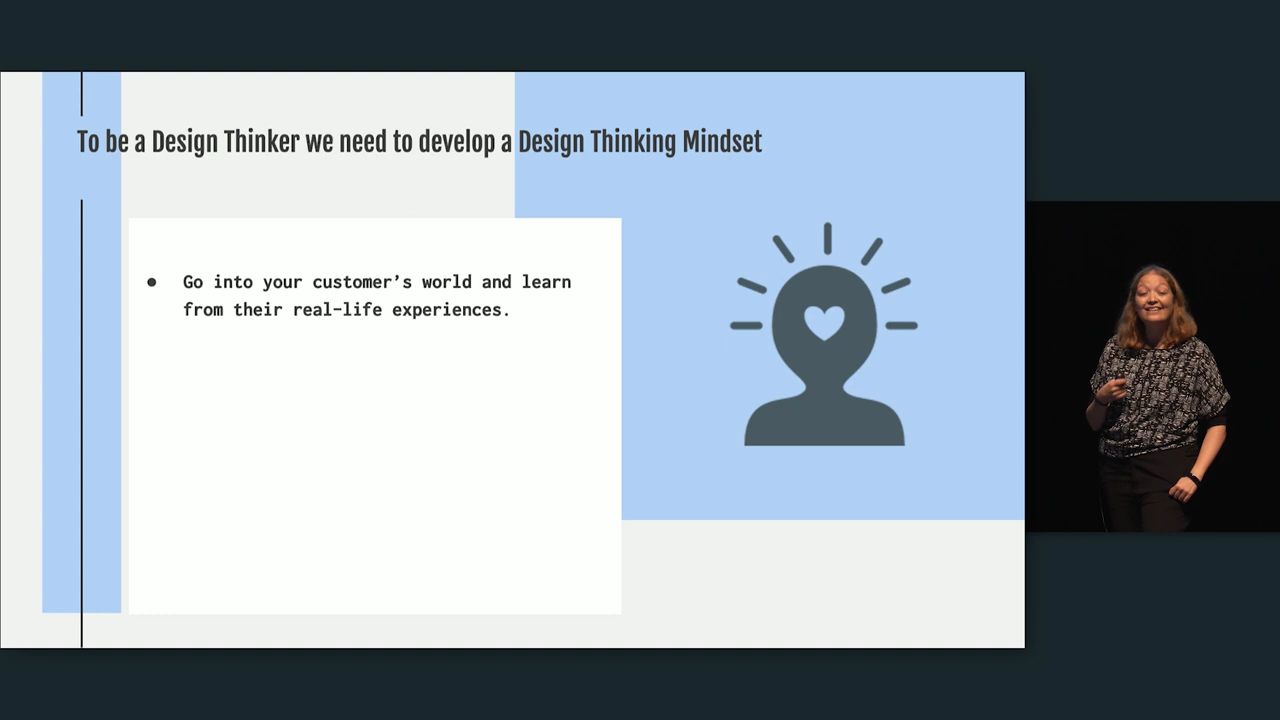 To be a Design Thinker we need to develop a Design Thinking Mindset
● Go into your customer’s world and learn
from their real-life experiences.